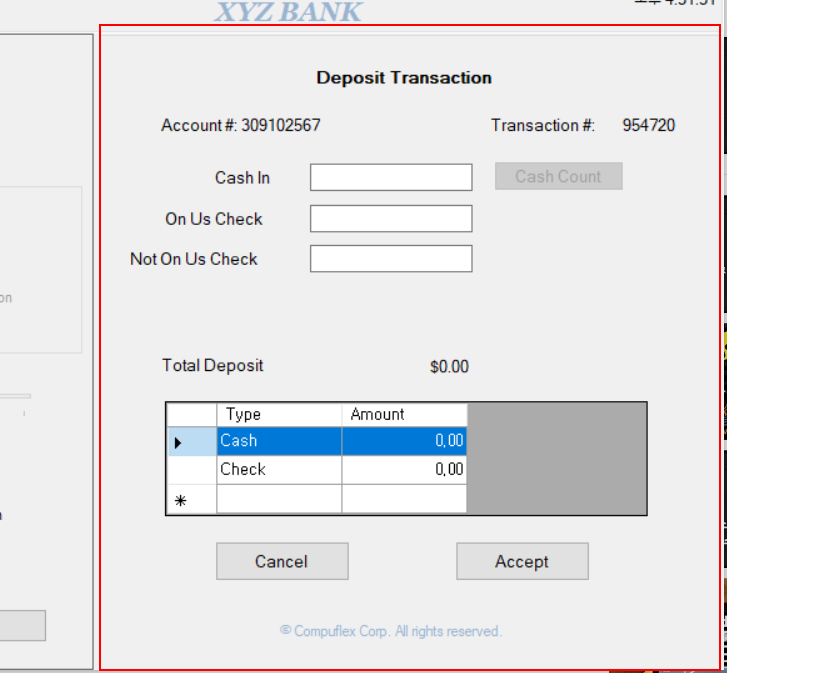 XYZ BANK
Deposit Transaction
Account #: 309102567 Transaction #: 954720
Cash In Cash Count
On Us Check
Not On Us Check
on
Total Deposit $0.00
Type Amount
Cash 0,00
Check 0,00
*
Cancel Accept
© Compuflex Corp. All rights reserved.